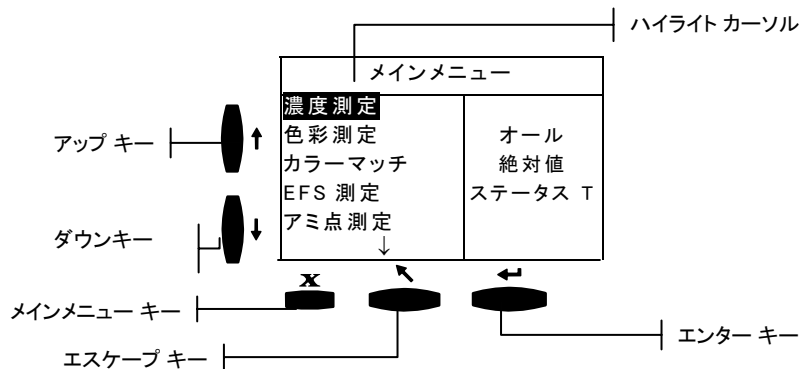 ハイライト カーソル
メインメニュー
濃度測定
色彩測定
カラーマッチ
EFS 測定
アミ点測定
↓
オール
絶対値
ステータス T
アップ キー
↑
ダウンキー
↓
X
↖
↵
メインメニュー キー
エスケープ キー
エンター キー